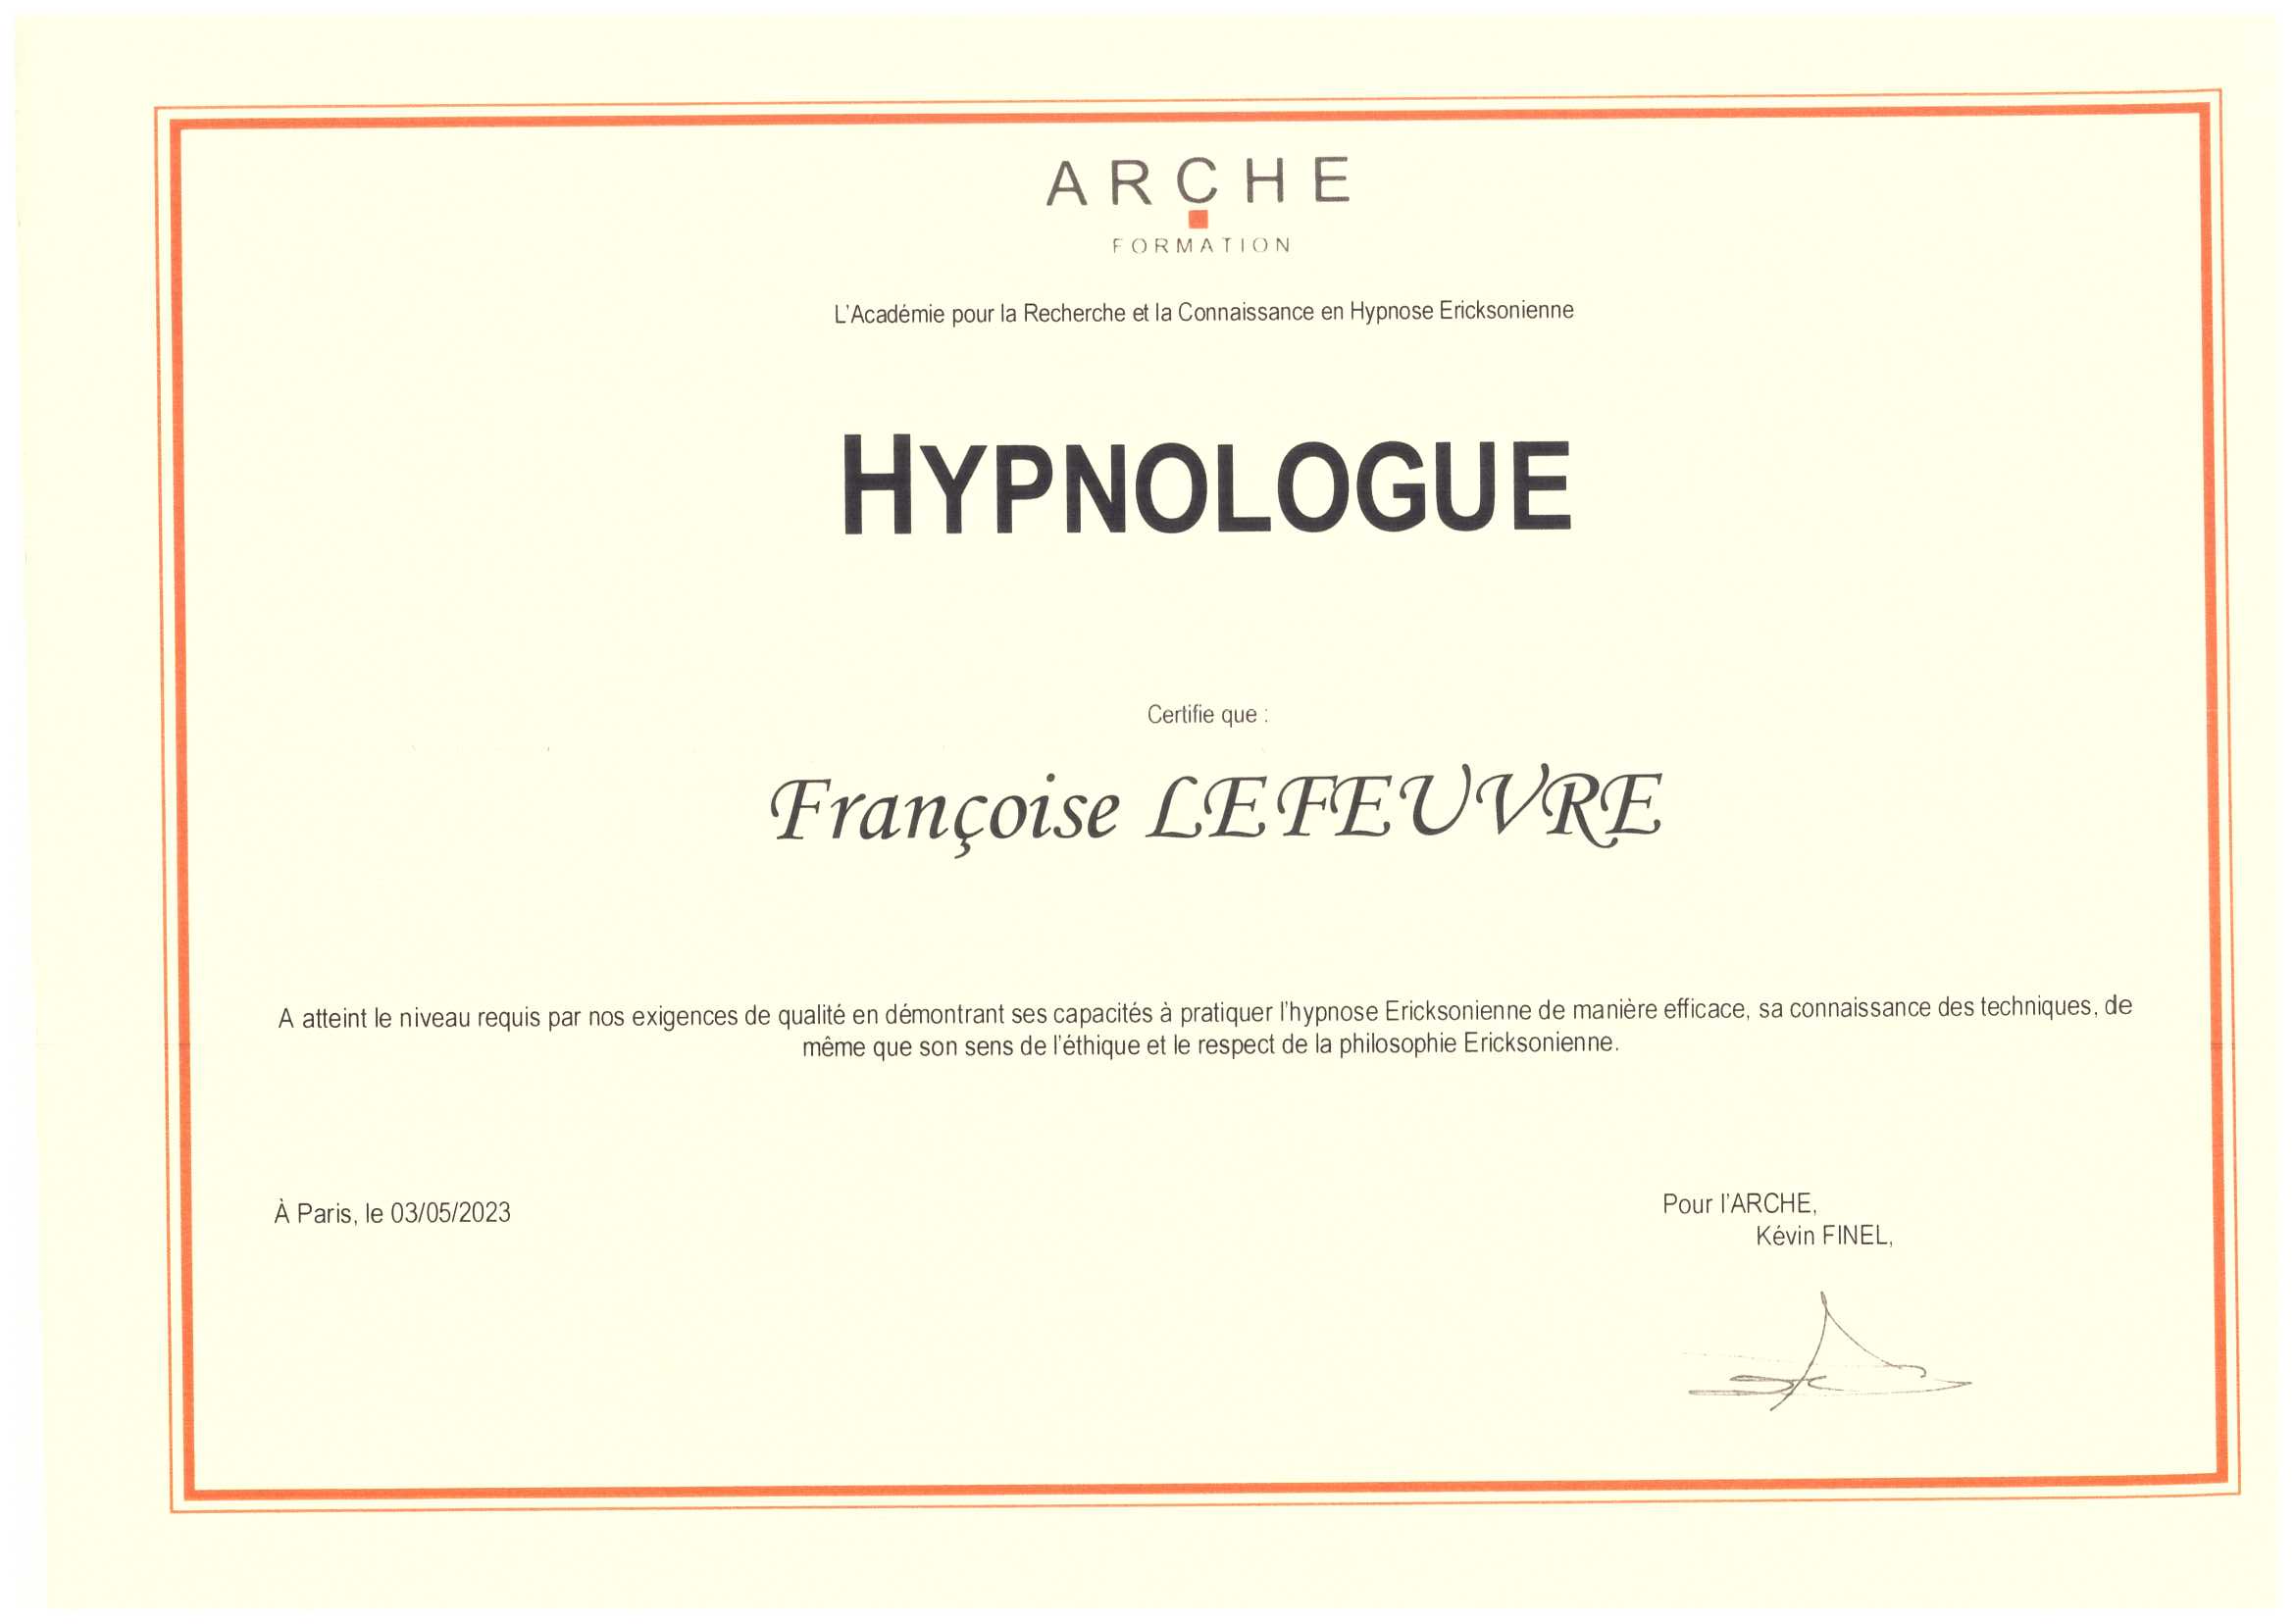 ARCHE
FORMATION
L'Académie pour la Recherche et la Connaissance en Hypnose Ericksonienne
HYPNOLOGUE
Certifie que :
Françoise LEFEUVRE
A atteint le niveau requis par nos exigences de qualité en démontrant ses capacités à pratiquer l'hypnose Ericksonienne de manière efficace, sa connaissance des techniques, de
même que son sens de l'éthique et le respect de la philosophie Ericksonienne.
À Paris, le 03/05/2023
Pour l'ARCHE,
Kévin FINEL,